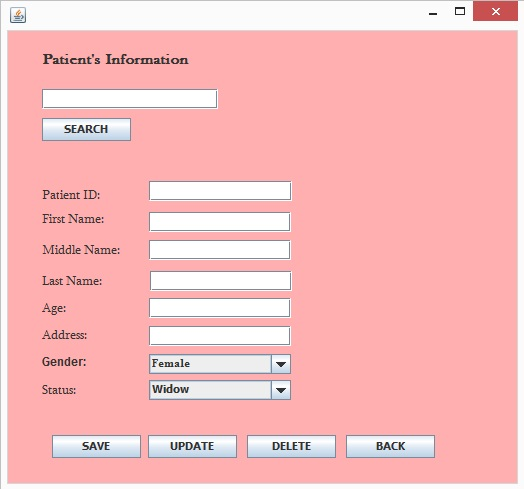 Patient's Information
SEARCH
Patient ID:
First Name:
Middle Name:
Last Name:
Age:
Address:
Gender: Female
Status: Widow
SAVE UPDATE DELETE BACK